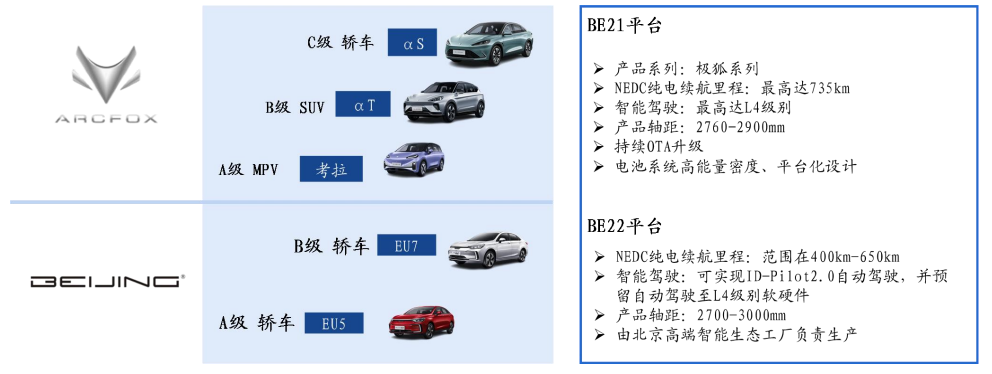 ARCFOX
C级 轿车 αS
B级 SUV αT
A级 MPV 考拉
BEIJING®
B级 轿车 EU7
A级 轿车 EU5
BE21平台
➢ 产品系列：极狐系列
➢ NEDC纯电续航里程：最高达735km
➢ 智能驾驶：最高达L4级别
➢ 产品轴距：2760-2900mm
➢ 持续OTA升级
➢ 电池系统高能量密度、平台化设计
BE22平台
➢ NEDC纯电续航里程：范围在400km-650km
➢ 智能驾驶：可实现ID-Pilot2.0自动驾驶，并预
留自动驾驶至L4级别软硬件
➢ 产品轴距：2700-3000mm
➢ 由北京高端智能生态工厂负责生产